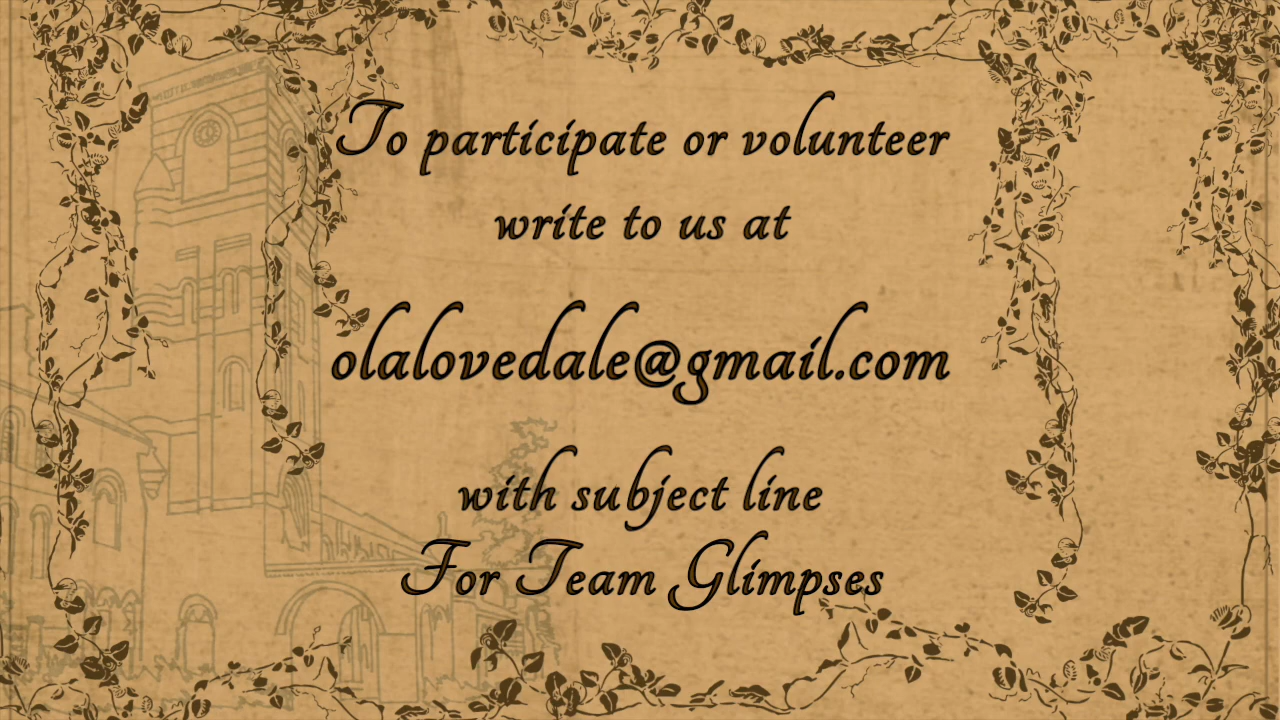 To participate or volunteer
write to us at
olalovedale@gmail.com
with subject line
For Team Glimpses